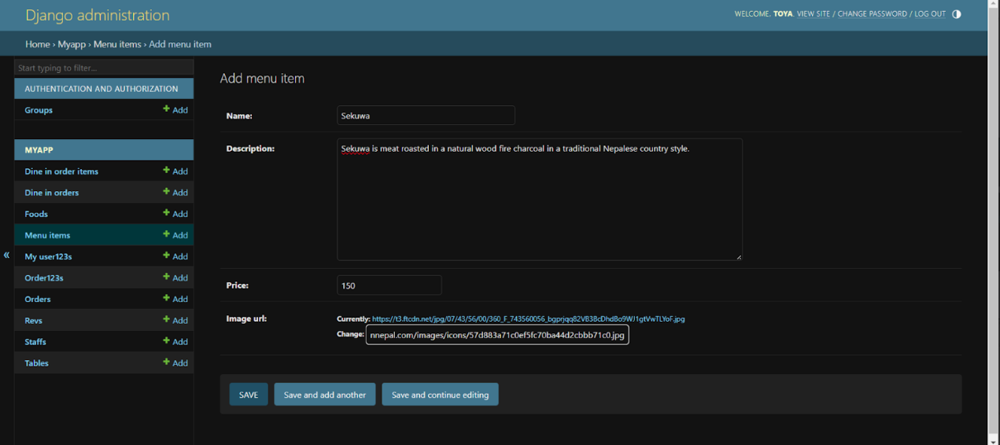 Django administration
WELCOME, TOYA. VIEW SITE / CHANGE PASSWORD / LOG OUT
Home › Myapp › Menu items › Add menu item
Start typing to filter...
AUTHENTICATION AND AUTHORIZATION
Groups + Add
MYAPP
Dine in order items + Add
Dine in orders + Add
Foods + Add
Menu items + Add
My user123s + Add
Order123s + Add
Orders + Add
Revs + Add
Staffs + Add
Tables + Add
«
Add menu item
Name: Sekuwa
Description: Sekuwa is meat roasted in a natural wood fire charcoal in a traditional Nepalese country style.
Price: 150
Image url: Currently: https://t3.ftcdn.net/jpg/07/43/56/00/360_F_743560056_bgprjqq82VB3BcDhdBo9WJ1gtVwTLYoF.jpg
Change: nnepal.com/images/icons/57d883a71c0ef5fc70ba44d2cbbb71c0.jpg
SAVE Save and add another Save and continue editing